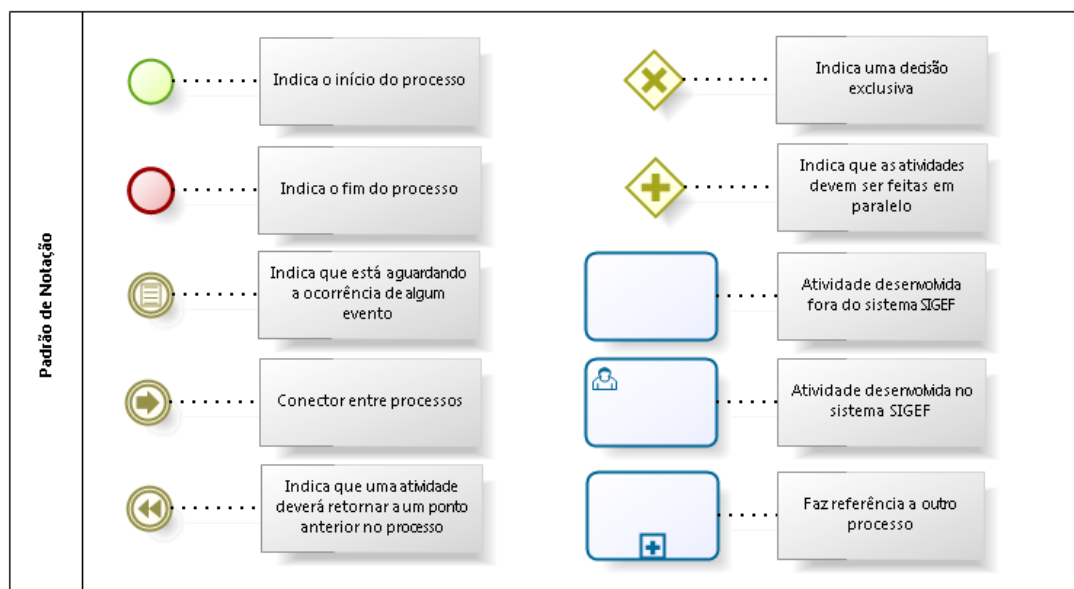 Padrão de Notação
Indica o início do processo
Indica o fim do processo
Indica que está aguardando
a ocorrência de algum
evento
Conector entre processos
Indica que uma atividade
deverá retornar a um ponto
anterior no processo
Indica uma decisão
exclusiva
Indica que as atividades
devem ser feitas em
paralelo
Atividade desenvolvida
fora do sistema SIGEF
Atividade desenvolvida no
sistema SIGEF
Faz referência a outro
processo